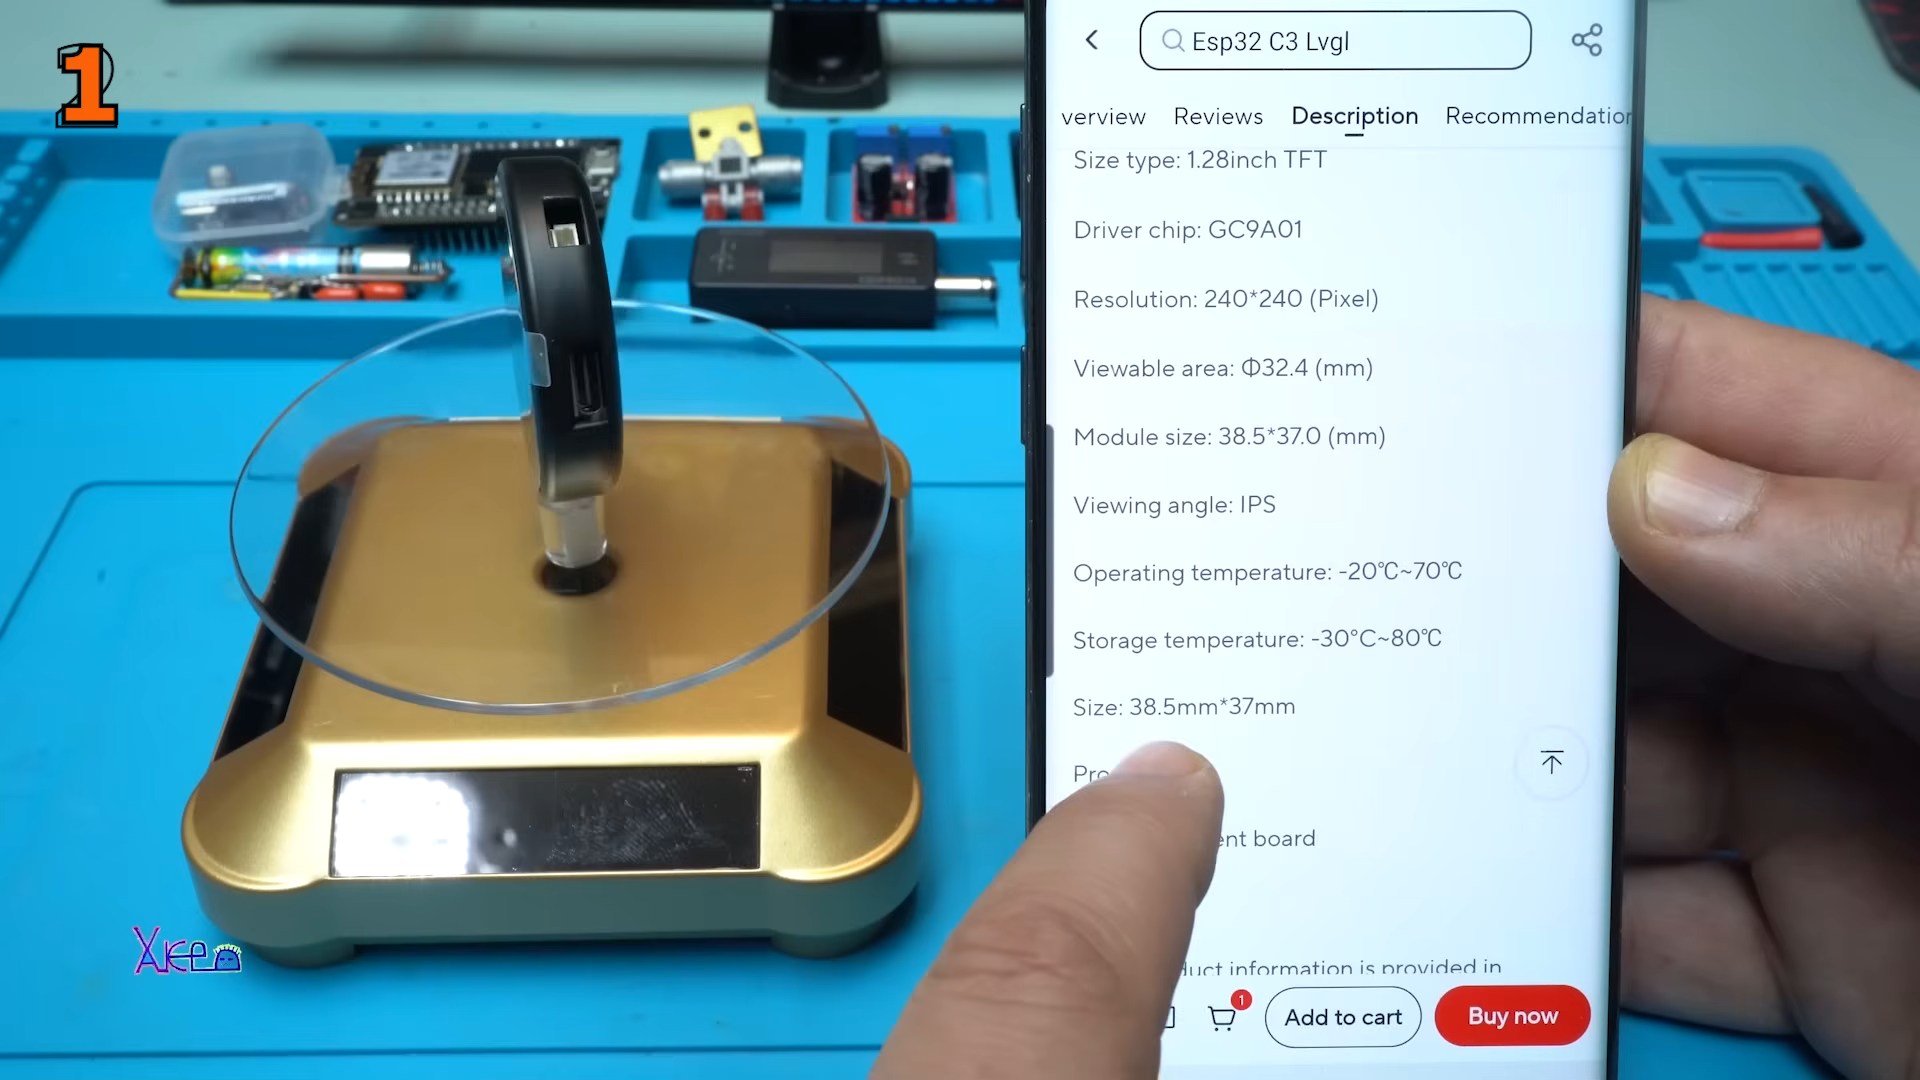 1
Esp32 C3 Lvgl
verview Reviews Description Recommendation
Size type: 1.28inch TFT
Driver chip: GC9A01
Resolution: 240*240 (Pixel)
Viewable area: Φ32.4 (mm)
Module size: 38.5*37.0 (mm)
Viewing angle: IPS
Operating temperature: -20℃~70℃
Storage temperature: -30°C~80℃
Size: 38.5mm*37mm
Pro
ent board
duct information is provided in
1
Add to cart
Buy now